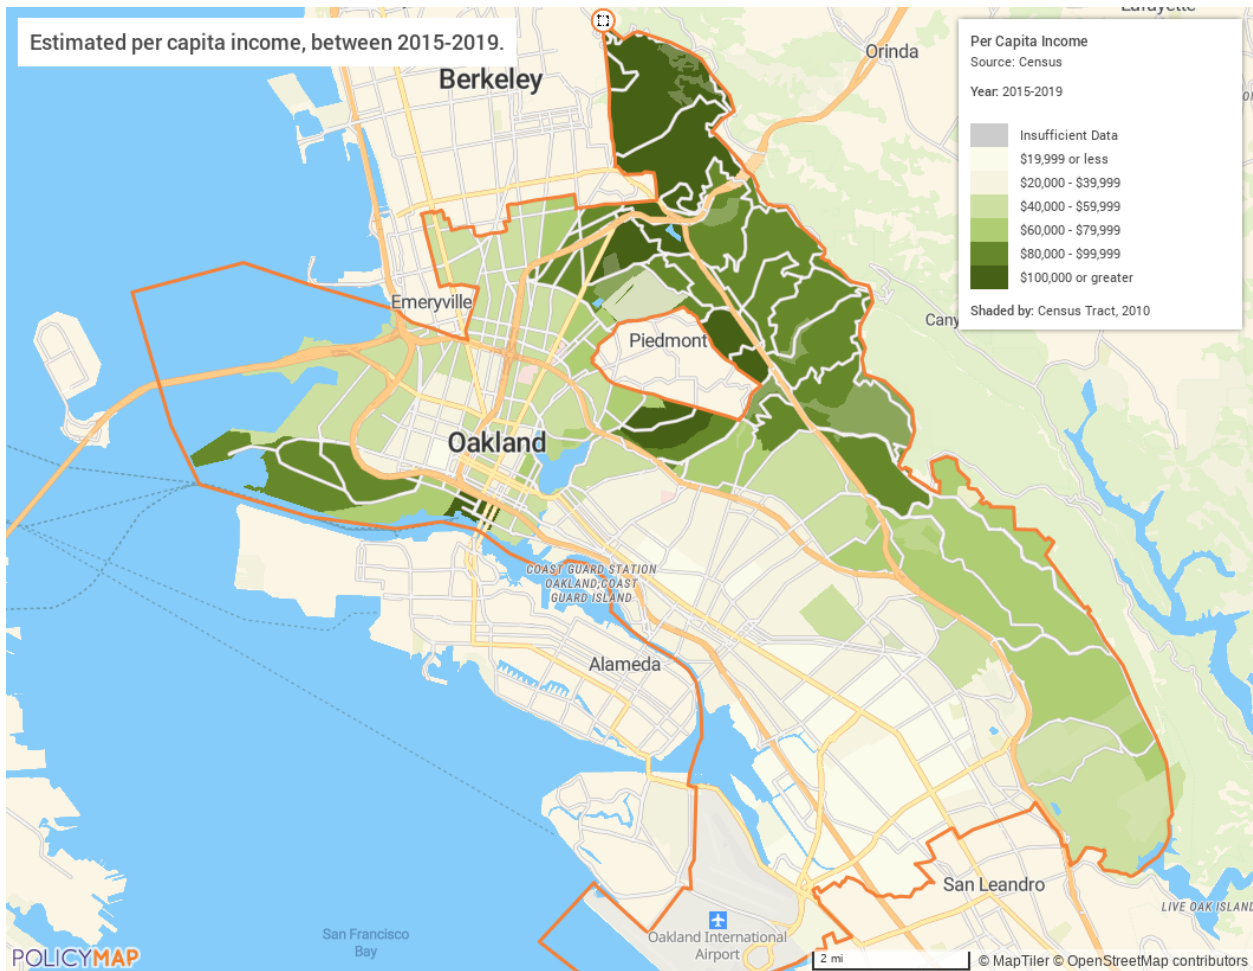 Estimated per capita income, between 2015-2019.
Lafayette
Orinda
Berkeley
Per Capita Income
Source: Census
Year: 2015-2019
Insufficient Data
$19,999 or less
$20,000 - $39,999
$40,000 - $59,999
$60,000 - $79,999
$80,000 - $99,999
$100,000 or greater
Shaded by: Census Tract, 2010
Emeryville
Cany
Piedmont
Oakland
COAST GUARD STATION
OAKLAND;COAST
GUARD ISLAND
Alameda
San Leandro
LIVE OAK ISLAND
San Francisco
Bay
Oakland International
Airport
POLICYMAP
2 mi
© MapTiler © OpenStreetMap contributors